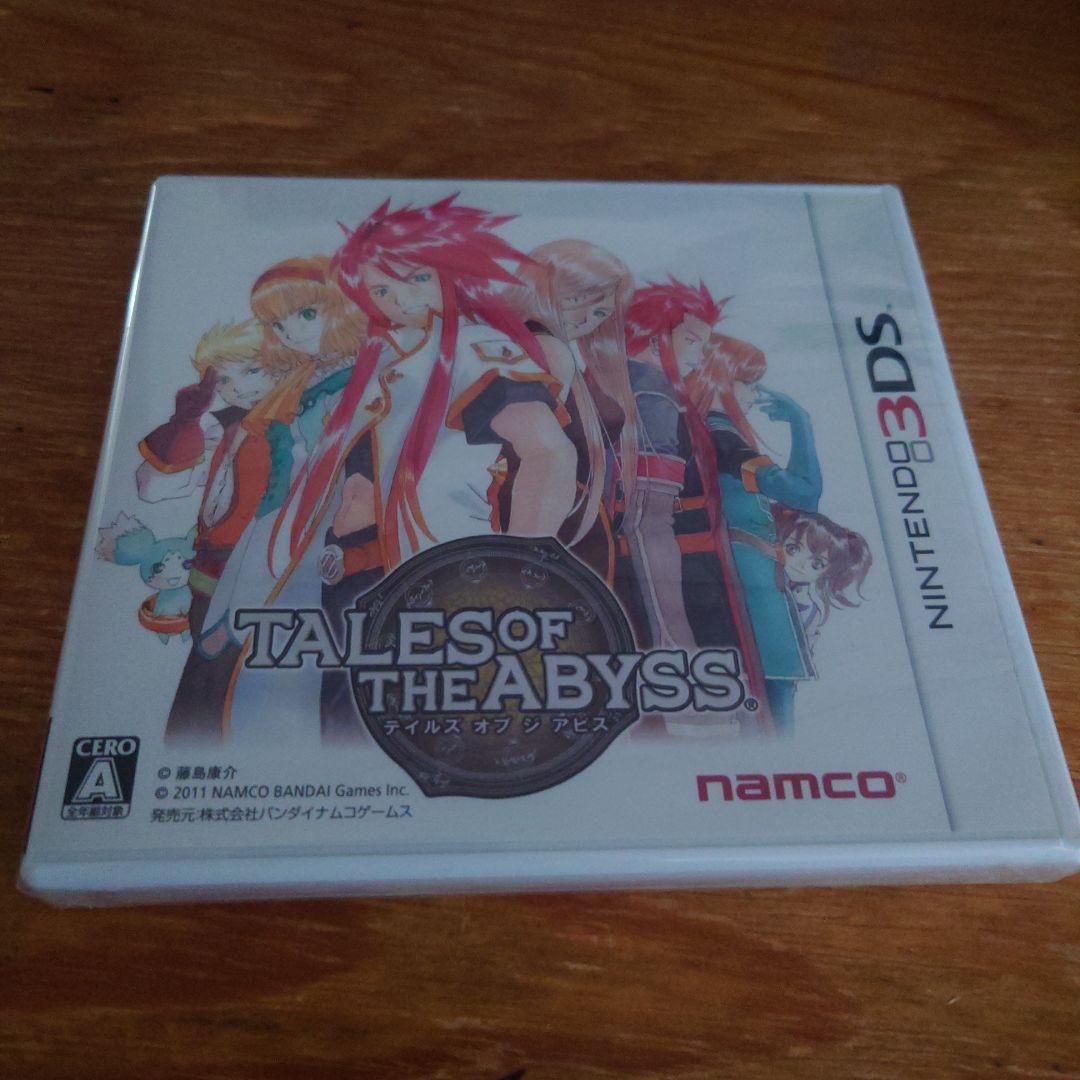 NINTENDO 3DS™
TALES OF
THE ABYSS®
テイルズ オブ ジ アビス
CERO
A
全年齢対象
© 藤島康介
© 2011 NAMCO BANDAI Games Inc.
発売元:株式会社バンダイナムコゲームス
namco®